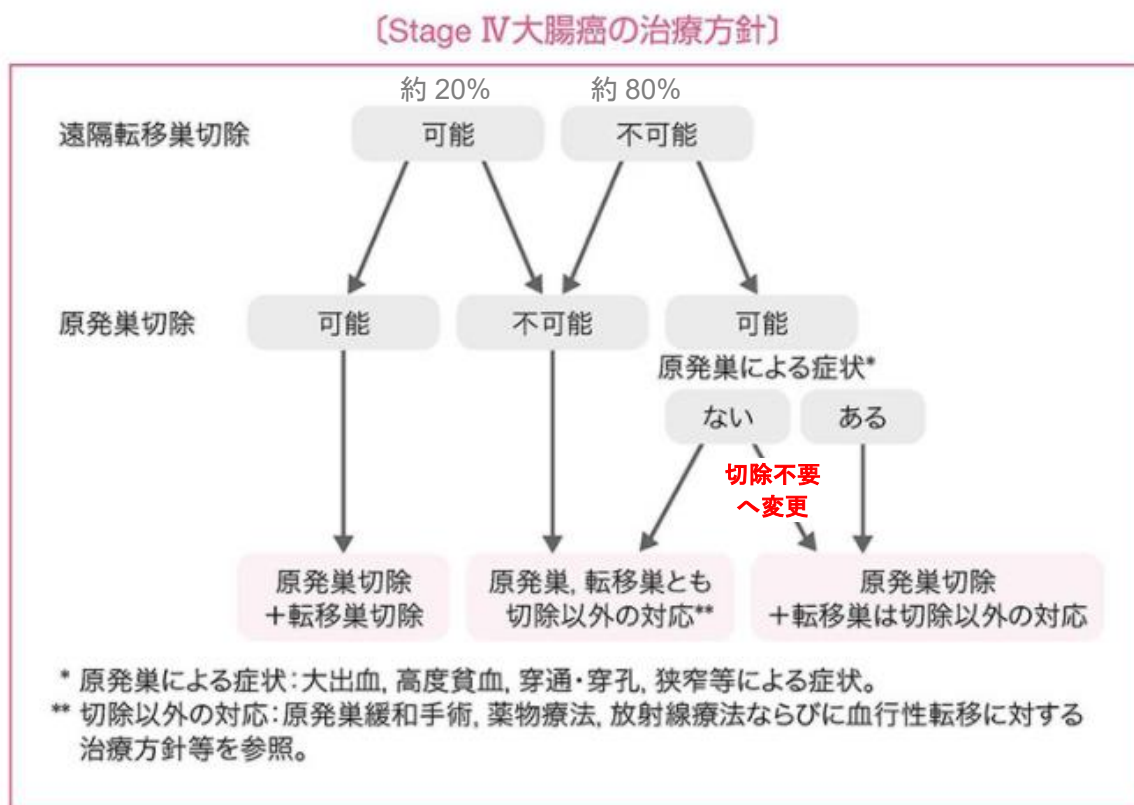 〔Stage Ⅳ大腸癌の治療方針〕
約 20% 約 80%
遠隔転移巣切除 可能 不可能
原発巣切除 可能 不可能 可能
原発巣による症状*
ない ある
切除不要
へ変更
原発巣切除
+転移巣切除
原発巣, 転移巣とも
切除以外の対応**
原発巣切除
+転移巣は切除以外の対応
* 原発巣による症状:大出血, 高度貧血, 穿通・穿孔, 狭窄等による症状。
** 切除以外の対応:原発巣緩和手術, 薬物療法, 放射線療法ならびに血行性転移に対する
治療方針等を参照。